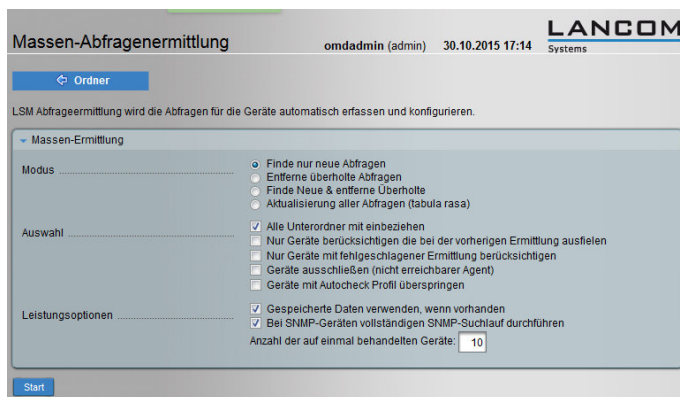 Massen-Abfragenermittlung
omdadmin (admin) 30.10.2015 17:14
LANCOM
Systems
Ordner
LSM Abfrageermittlung wird die Abfragen für die Geräte automatisch erfassen und konfigurieren.
Massen-Ermittlung
Modus
Finde nur neue Abfragen
Entferne überholte Abfragen
Finde Neue & entferne Überholte
Aktualisierung aller Abfragen (tabula rasa)
Auswahl
Alle Unterordner mit einbeziehen
Nur Geräte berücksichtigen die bei der vorherigen Ermittlung ausfielen
Nur Geräte mit fehlgeschlagener Ermittlung berücksichtigen
Geräte ausschließen (nicht erreichbarer Agent)
Geräte mit Autocheck Profil überspringen
Leistungsoptionen
Gespeicherte Daten verwenden, wenn vorhanden
Bei SNMP-Geräten vollständigen SNMP-Suchlauf durchführen
Anzahl der auf einmal behandelten Geräte: 10
Start